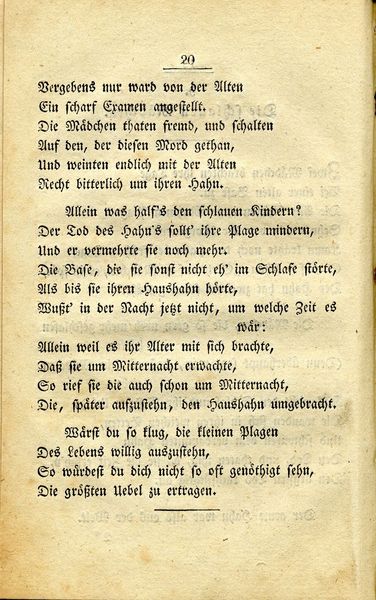 20
Vergebens nur ward von der Alten
Ein scharf Examen angestellt.
Die Mädchen thaten fremd, und schalten
Auf den, der diesen Mord gethan,
Und weinten endlich mit der Alten
Recht bitterlich um ihren Hahn.
Allein was half's den schlauen Kindern?
Der Tod des Hahn's sollt' ihre Plage mindern,
Und er vermehrte sie noch mehr.
Die Base, die sie sonst nicht eh' im Schlafe störte,
Als bis sie ihren Haushahn hörte,
Wußt' in der Nacht jetzt nicht, um welche Zeit es
wär:
Allein weil es ihr Alter mit sich brachte,
Daß sie um Mitternacht erwachte,
So rief sie die auch schon um Mitternacht,
Die, später aufzustehn, den Haushahn umgebracht.
Wärst du so klug, die kleinen Plagen
Des Lebens willig auszustehn,
So würdest du dich nicht so oft genöthigt sehn,
Die größten Uebel zu ertragen.